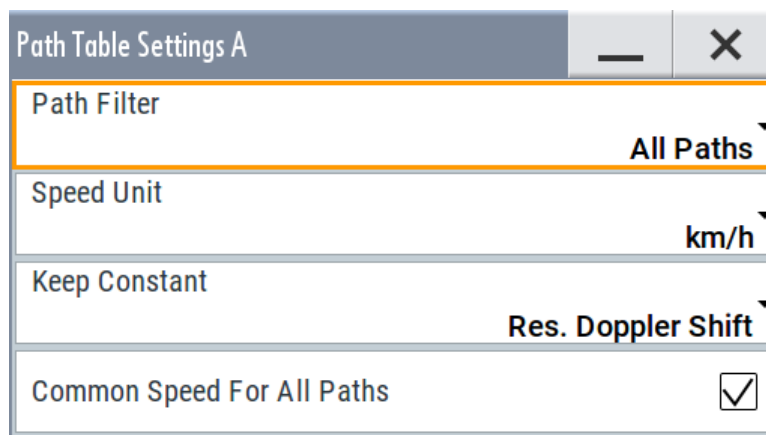 Path Table Settings A
Path Filter
All Paths
Speed Unit
km/h
Keep Constant
Res. Doppler Shift
Common Speed For All Paths